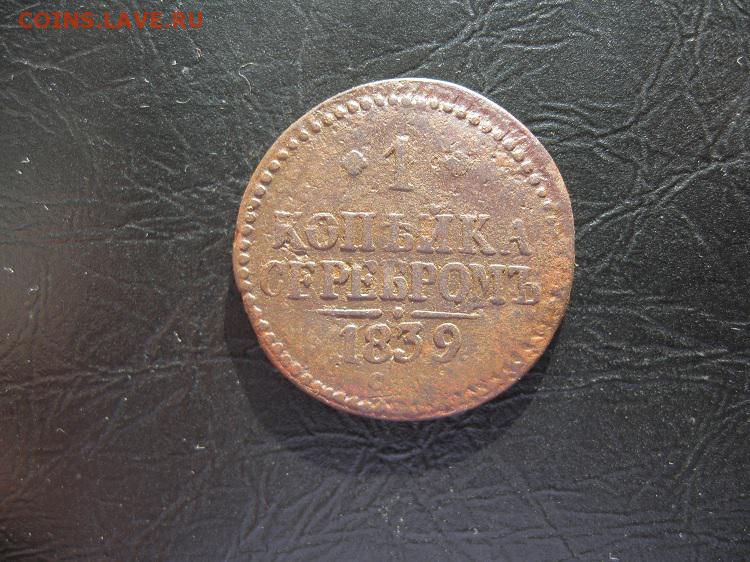 COINS.LAVE.RU
1
КОПѢЙКА
СЕРЕБРОМЪ
1839